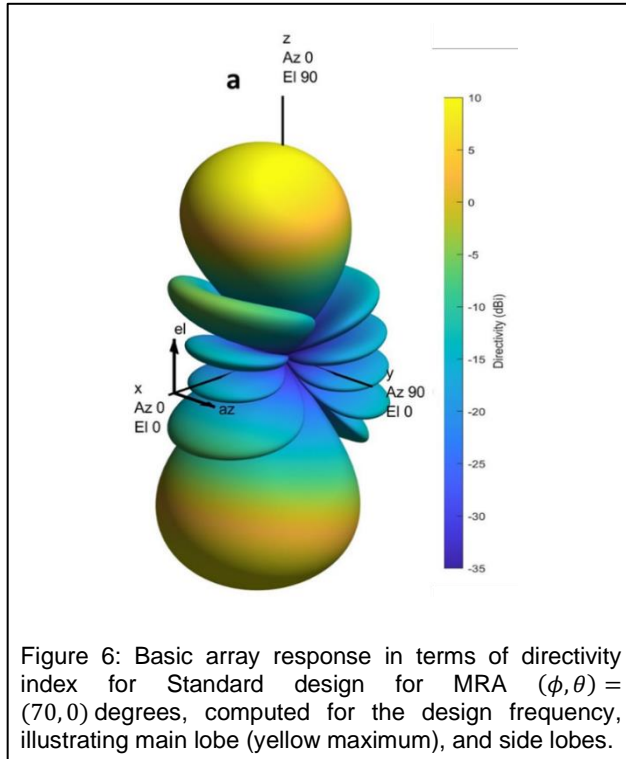 z
Az 0
El 90
a
10
5
0
-5
-10
-15
-20
-25
-30
-35
Directivity (dBi)
el
x
Az 0
El 0
az
y
Az 90
El 0
Figure 6: Basic array response in terms of directivity
index for Standard design for MRA (ϕ, θ) =
(70, 0) degrees, computed for the design frequency,
illustrating main lobe (yellow maximum), and side lobes.